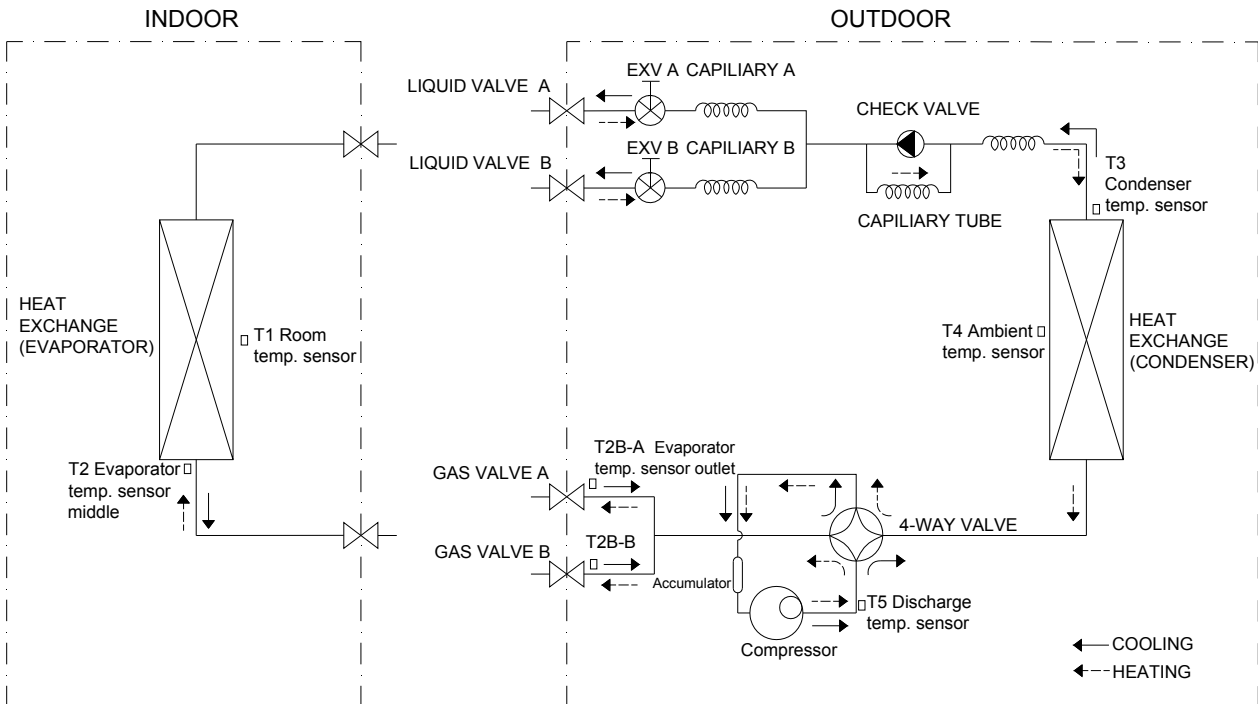 INDOOR
OUTDOOR
LIQUID VALVE A
EXV A CAPILIARY A
LIQUID VALVE B
EXV B CAPILIARY B
CHECK VALVE
CAPILIARY TUBE
T3
Condenser
temp. sensor
HEAT
EXCHANGE
(EVAPORATOR)
T1 Room
temp. sensor
T4 Ambient
temp. sensor
HEAT
EXCHANGE
(CONDENSER)
T2 Evaporator
temp. sensor
middle
GAS VALVE A
T2B-A Evaporator
temp. sensor outlet
GAS VALVE B
T2B-B
4-WAY VALVE
Accumulator
T5 Discharge
temp. sensor
Compressor
COOLING
HEATING